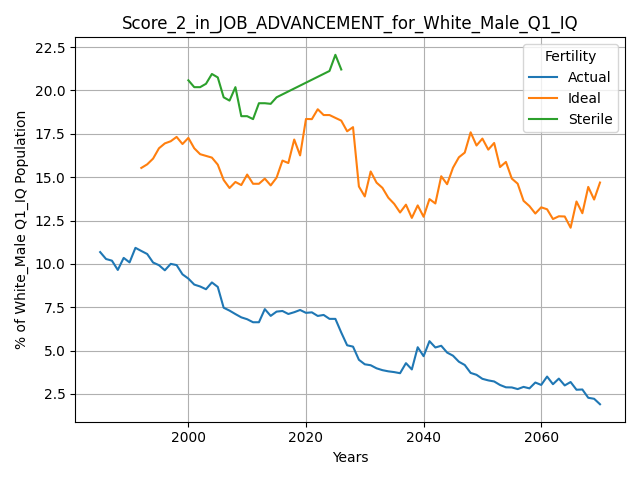 Score_2_in_JOB_ADVANCEMENT_for_White_Male_Q1_IQ
Fertility
Actual
Ideal
Sterile
% of White_Male Q1_IQ Population
22.5
20.0
17.5
15.0
12.5
10.0
7.5
5.0
2.5
2000 2020 2040 2060
Years